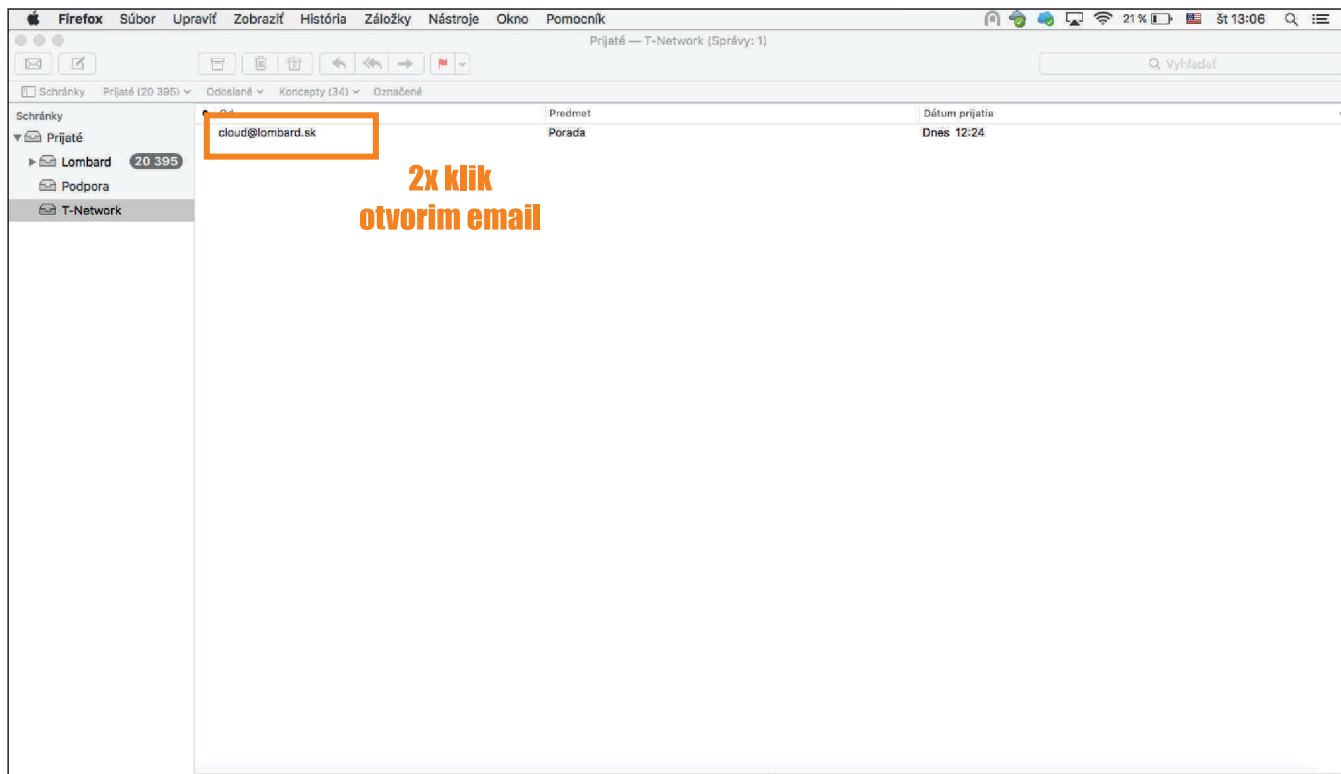 Firefox Súbor Upraviť Zobraziť História Záložky Nástroje Okno Pomocník 21 % št 13:06
Prijaté — T-Network (Správy: 1)
Vyhľadať
Schránky Prijaté (20 395) Odoslané Koncepty (34) Označené
Schránky
Predmet Dátum prijatia
Prijaté
cloud@lombard.sk Porada Dnes 12:24
Lombard 20 395
Podpora
T-Network
2x klik
otvorim email